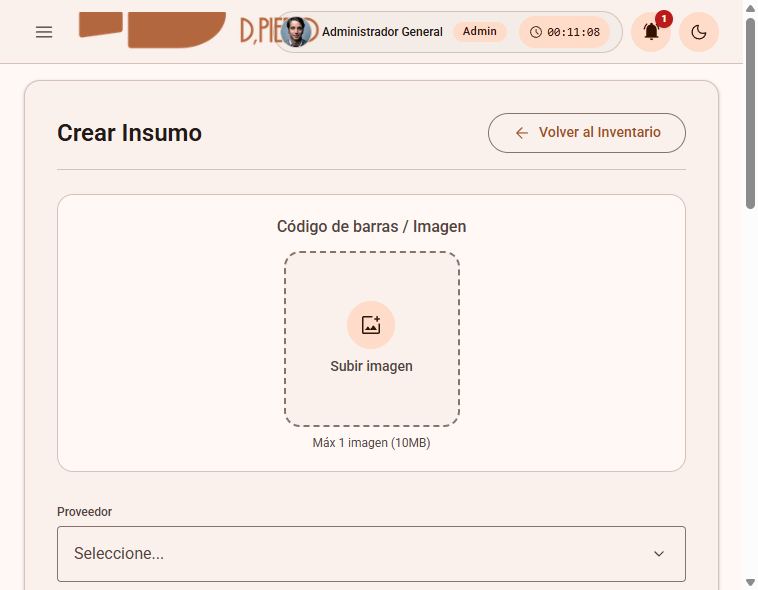 D,PIE
Administrador General
Admin
00:11:08
1
Crear Insumo
Volver al Inventario
Código de barras / Imagen
Subir imagen
Máx 1 imagen (10MB)
Proveedor
Seleccione...